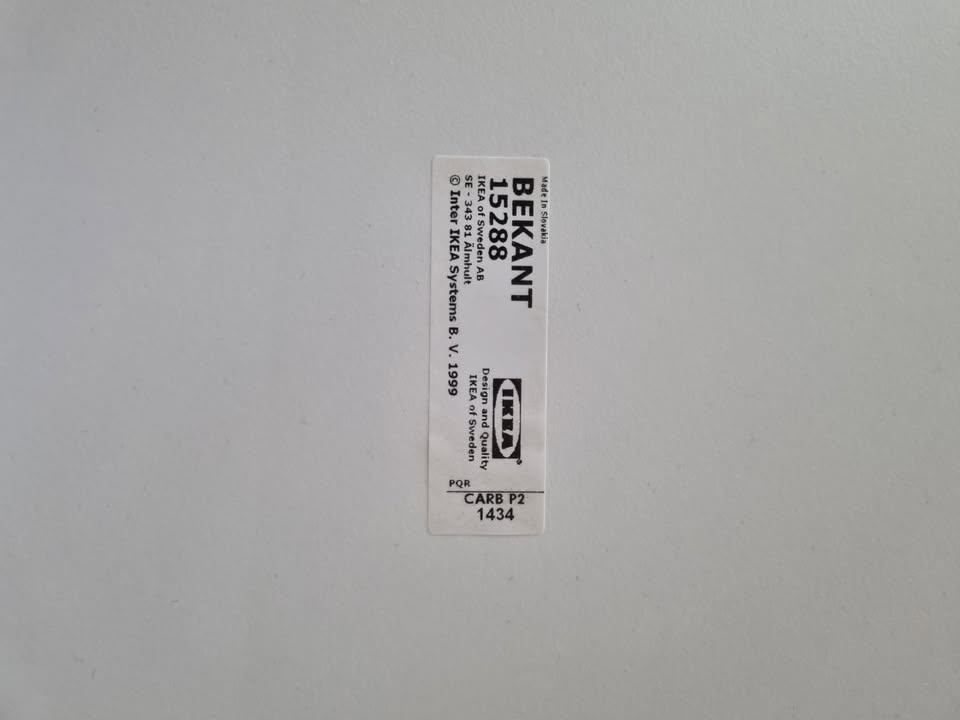 Made in Slovakia
BEKANT
15288
IKEA of Sweden AB
SE - 343 81 Älmhult
© Inter IKEA Systems B. V. 1999
IKEA®
Design and Quality
IKEA of Sweden
PQR
CARB P2
1434